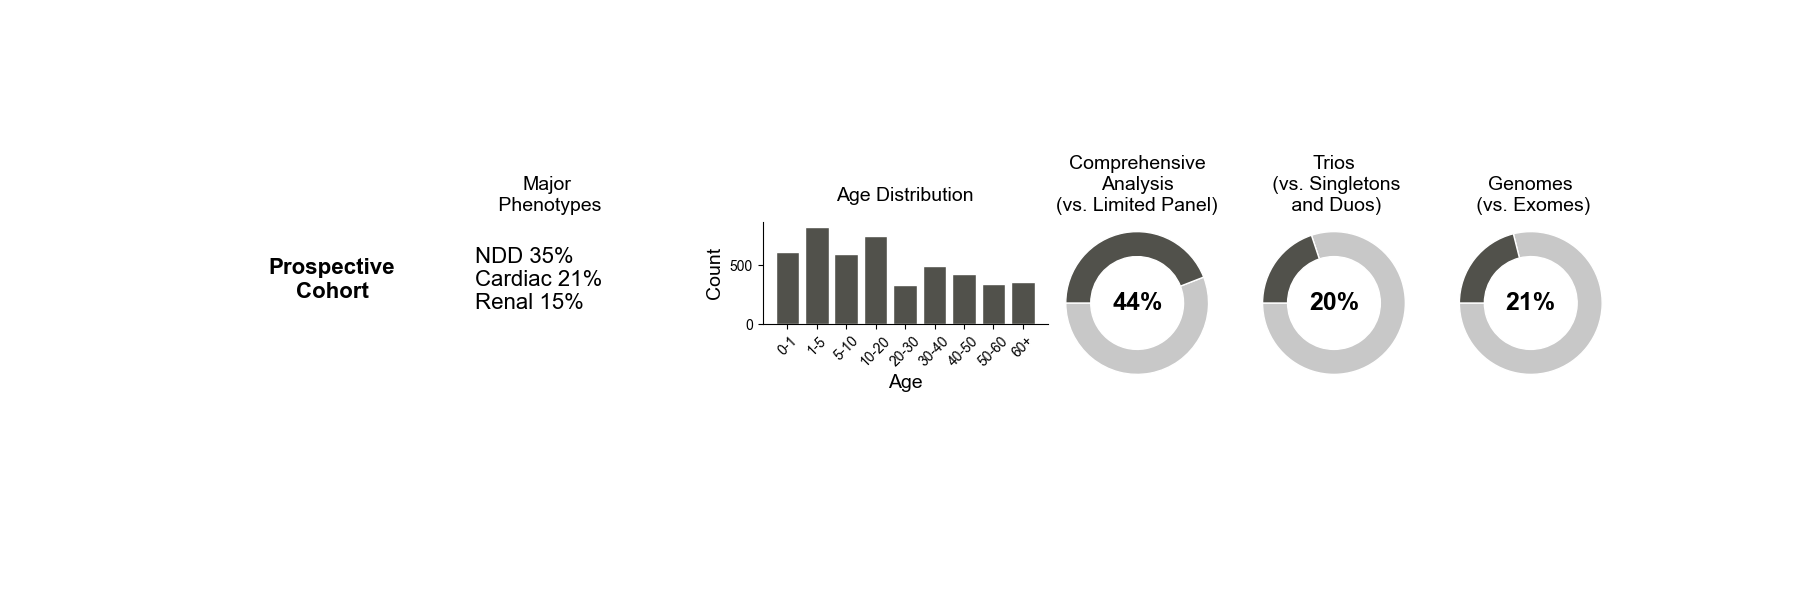 Prospective
Cohort
Major
Phenotypes
NDD 35%
Cardiac 21%
Renal 15%
Age Distribution
Count
500
0
0-1
1-5
5-10
10-20
20-30
30-40
40-50
50-60
60+
Age
Comprehensive
Analysis
(vs. Limited Panel)
44%
Trios
(vs. Singletons
and Duos)
20%
Genomes
(vs. Exomes)
21%